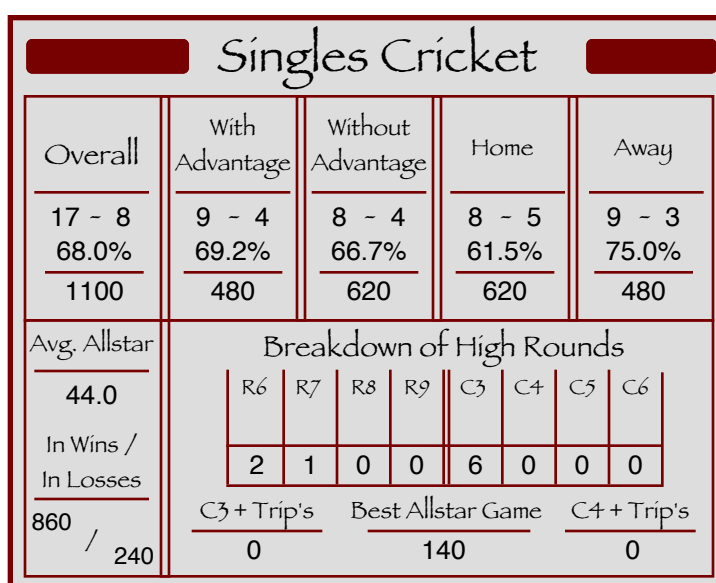 Singles Cricket
Overall
17 ~ 8
68.0%
1100
With
Advantage
9 ~ 4
69.2%
480
Without
Advantage
8 ~ 4
66.7%
620
Home
8 ~ 5
61.5%
620
Away
9 ~ 3
75.0%
480
Avg. Allstar
44.0
In Wins /
In Losses
860 / 240
Breakdown of High Rounds
R6 R7 R8 R9 C3 C4 C5 C6
2 1 0 0 6 0 0 0
C3 + Trip's Best Allstar Game C4 + Trip's
0 140 0